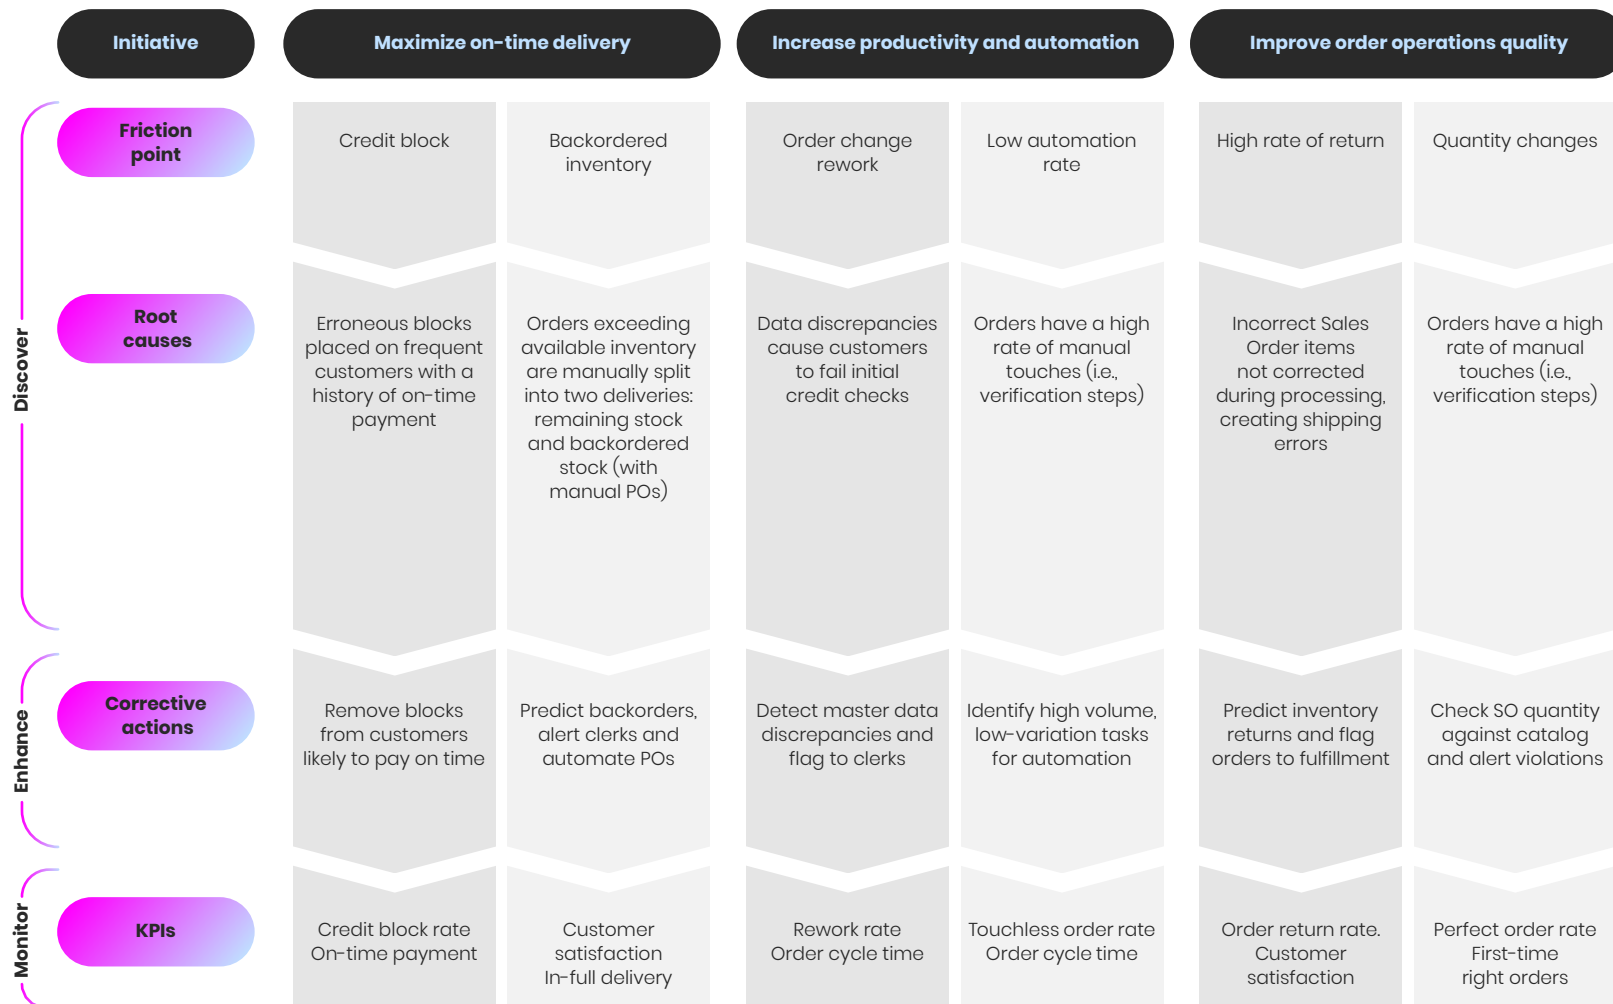 Initiative
Maximize on-time delivery
Increase productivity and automation
Improve order operations quality
Discover
Friction
point
Credit block
Backordered
inventory
Order change
rework
Low automation
rate
High rate of return
Quantity changes
Root
causes
Erroneous blocks
placed on frequent
customers with a
history of on-time
payment
Orders exceeding
available inventory
are manually split
into two deliveries:
remaining stock
and backordered
stock (with
manual POs)
Data discrepancies
cause customers
to fail initial
credit checks
Orders have a high
rate of manual
touches (i.e.,
verification steps)
Incorrect Sales
Order items
not corrected
during processing,
creating shipping
errors
Orders have a high
rate of manual
touches (i.e.,
verification steps)
Enhance
Corrective
actions
Remove blocks
from customers
likely to pay on time
Predict backorders,
alert clerks and
automate POs
Detect master data
discrepancies and
flag to clerks
Identify high volume,
low-variation tasks
for automation
Predict inventory
returns and flag
orders to fulfillment
Check SO quantity
against catalog
and alert violations
Monitor
KPIs
Credit block rate
On-time payment
Customer
satisfaction
In-full delivery
Rework rate
Order cycle time
Touchless order rate
Order cycle time
Order return rate.
Customer
satisfaction
Perfect order rate
First-time
right orders